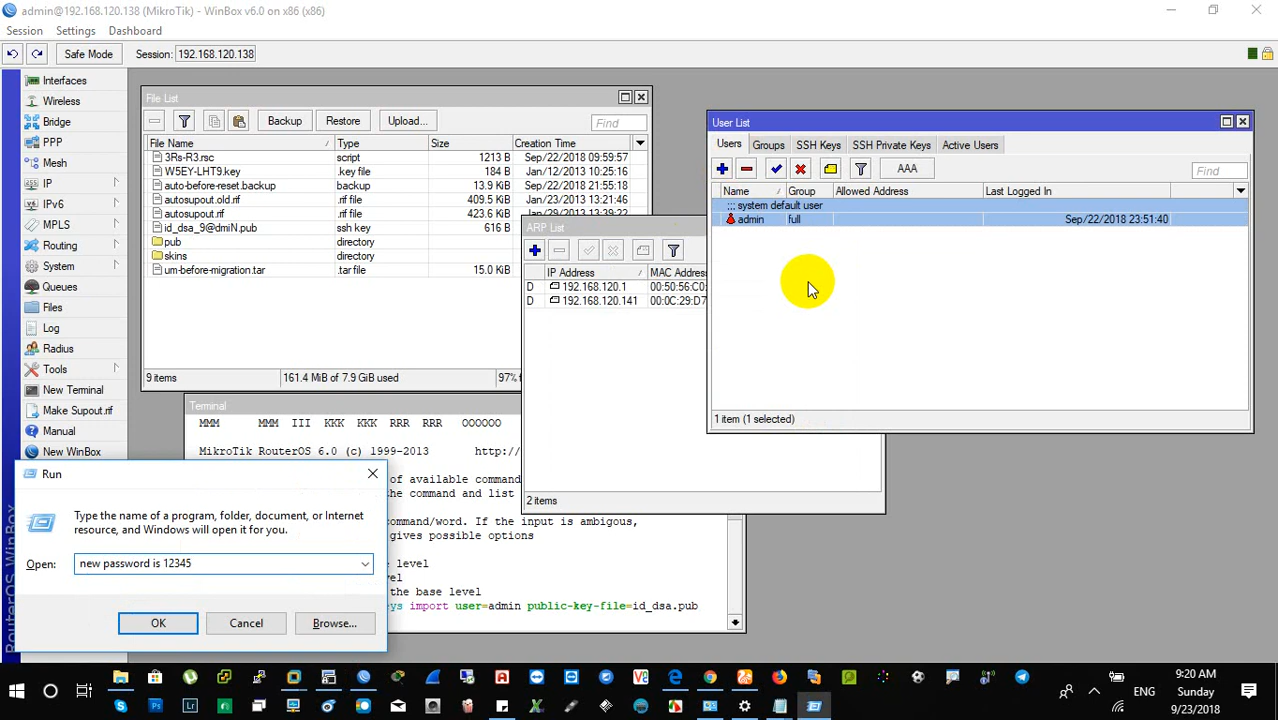 admin@192.168.120.138 (MikroTik) - WinBox v6.0 on x86 (x86)
Session Settings Dashboard
Safe Mode Session: 192.168.120.138
Interfaces
Wireless
Bridge
PPP
Mesh
IP
IPv6
MPLS
Routing
System
Queues
Files
Log
Radius
Tools
New Terminal
Make Supout.rif
Manual
New WinBox
RouterOS WinBox
File List
Backup Restore Upload... Find
File Name Type Size Creation Time
3Rs-R3.rsc script 1213 B Sep/22/2018 09:59:57
W5EY-LHT9.key .key file 184 B Jan/12/2013 10:25:16
auto-before-reset.backup backup 13.9 KiB Sep/22/2018 21:55:18
autosupout.old.rif .rif file 409.5 KiB Jan/24/2013 13:21:46
autosupout.rif .rif file 423.6 KiB Jan/29/2013 13:39:22
id_dsa_9@dmiN.pub ssh key 616 B
pub directory
skins directory
um-before-migration.tar .tar file 15.0 KiB
9 items 161.4 MiB of 7.9 GiB used 97%
ARP List
IP Address MAC Address
D 192.168.120.1 00:50:56:C0:
D 192.168.120.141 00:0C:29:D7
2 items
User List
Users Groups SSH Keys SSH Private Keys Active Users
AAA Find
Name Group Allowed Address Last Logged In
;;; system default user
admin full Sep/22/2018 23:51:40
1 item (1 selected)
Terminal
MMM MMM III KKK KKK RRR RRR OOOOOO
MikroTik RouterOS 6.0 (c) 1999-2013 http://
of available command
and the command and list
command/word. If the input is ambiguous,
gives possible options
level
the base level
import user=admin public-key-file=id_dsa.pub
Run
Type the name of a program, folder, document, or Internet
resource, and Windows will open it for you.
Open: new password is 12345
OK Cancel Browse...
ENG
9:20 AM
Sunday
9/23/2018